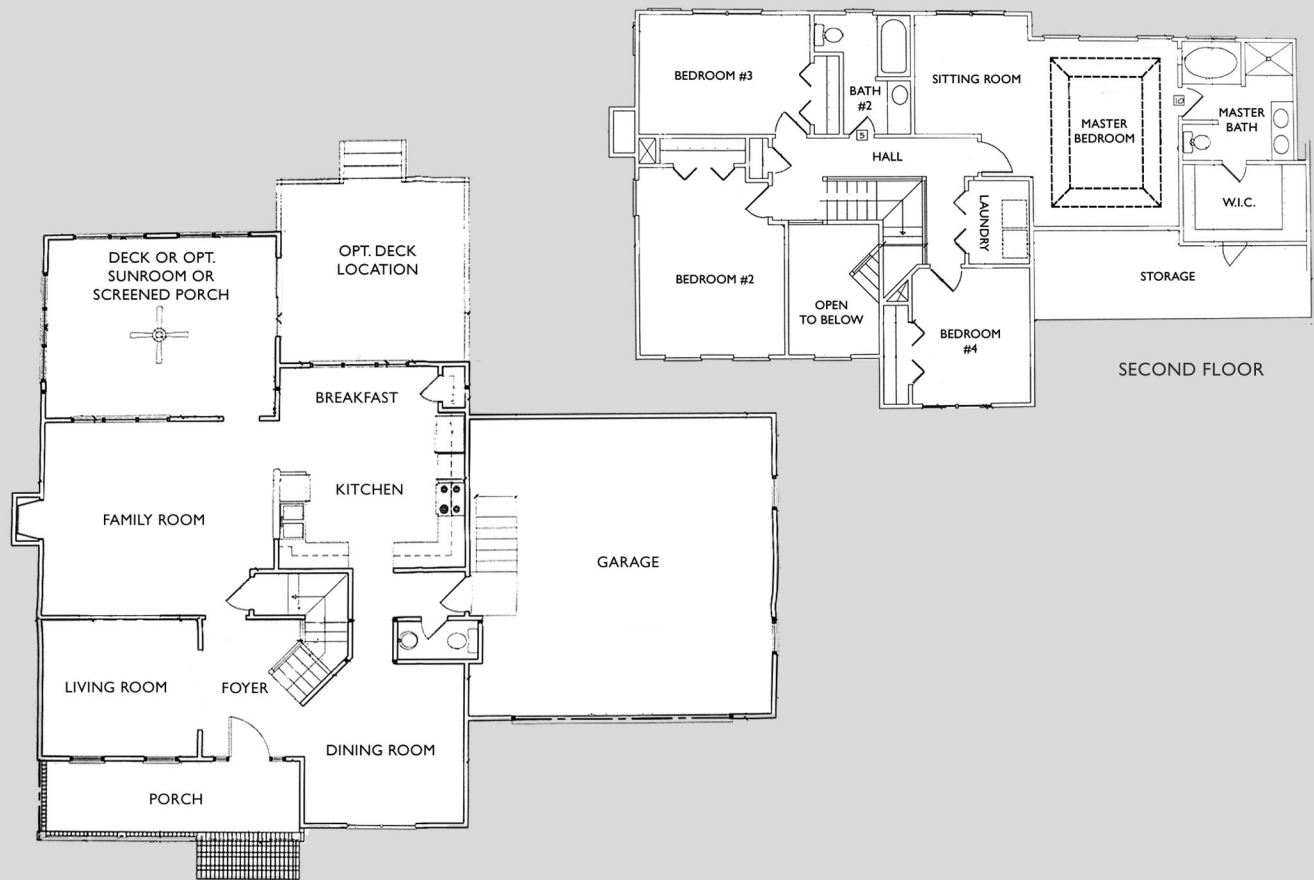 BEDROOM #3
BATH
#2
SITTING ROOM
MASTER
BEDROOM
MASTER
BATH
10
5
HALL
W.I.C.
LAUNDRY
BEDROOM #2
OPEN
TO BELOW
BEDROOM
#4
STORAGE
SECOND FLOOR
DECK OR OPT.
SUNROOM OR
SCREENED PORCH
OPT. DECK
LOCATION
BREAKFAST
KITCHEN
FAMILY ROOM
GARAGE
LIVING ROOM
FOYER
DINING ROOM
PORCH